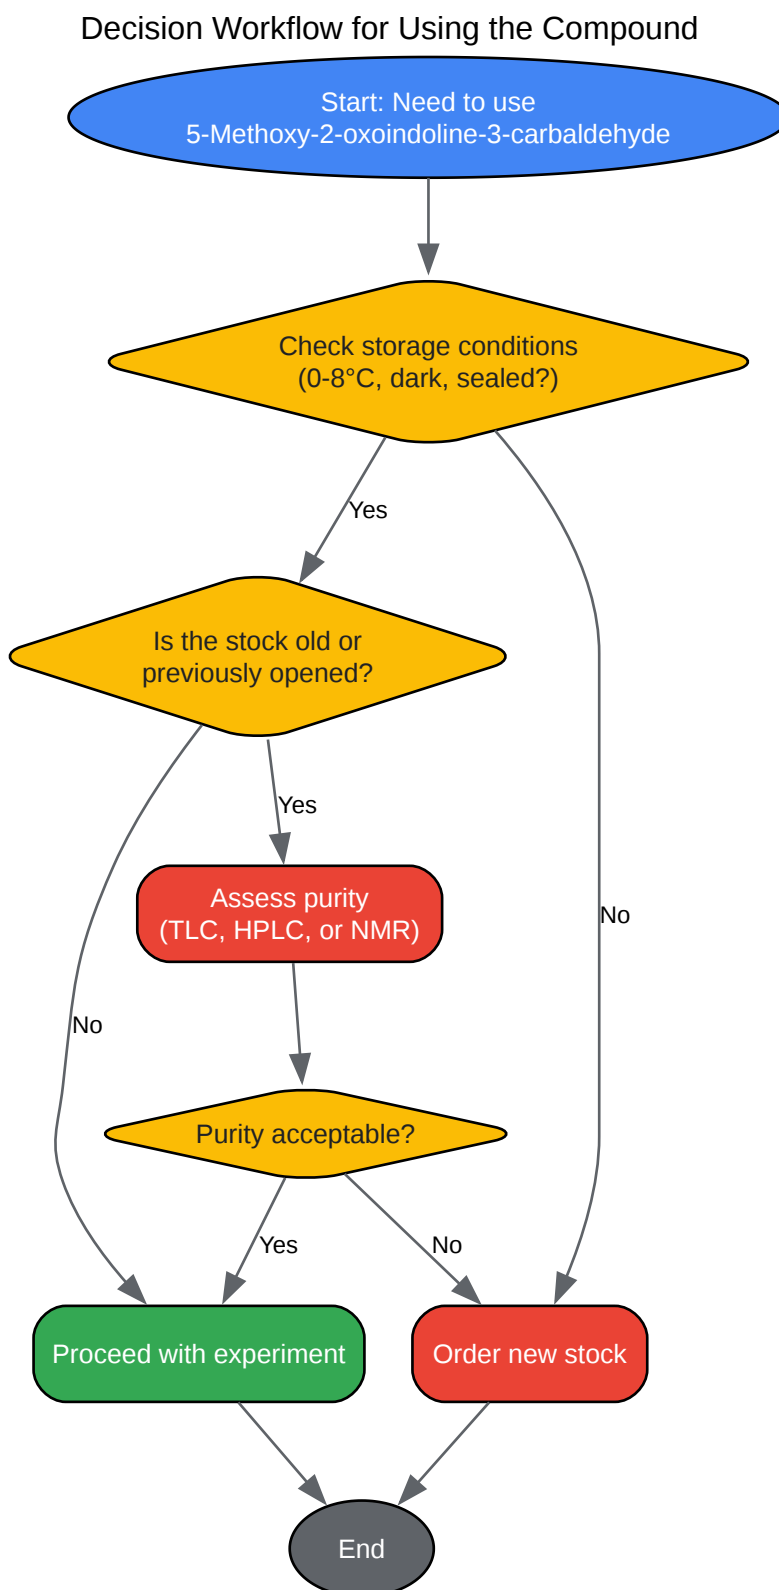 Decision Workflow for Using the Compound
Start: Need to use
5-Methoxy-2-oxoindoline-3-carbaldehyde
Check storage conditions
(0-8°C, dark, sealed?)
Yes
Is the stock old or
previously opened?
Yes
Assess purity
(TLC, HPLC, or NMR)
No
No
Purity acceptable?
Yes
No
Proceed with experiment
Order new stock
End